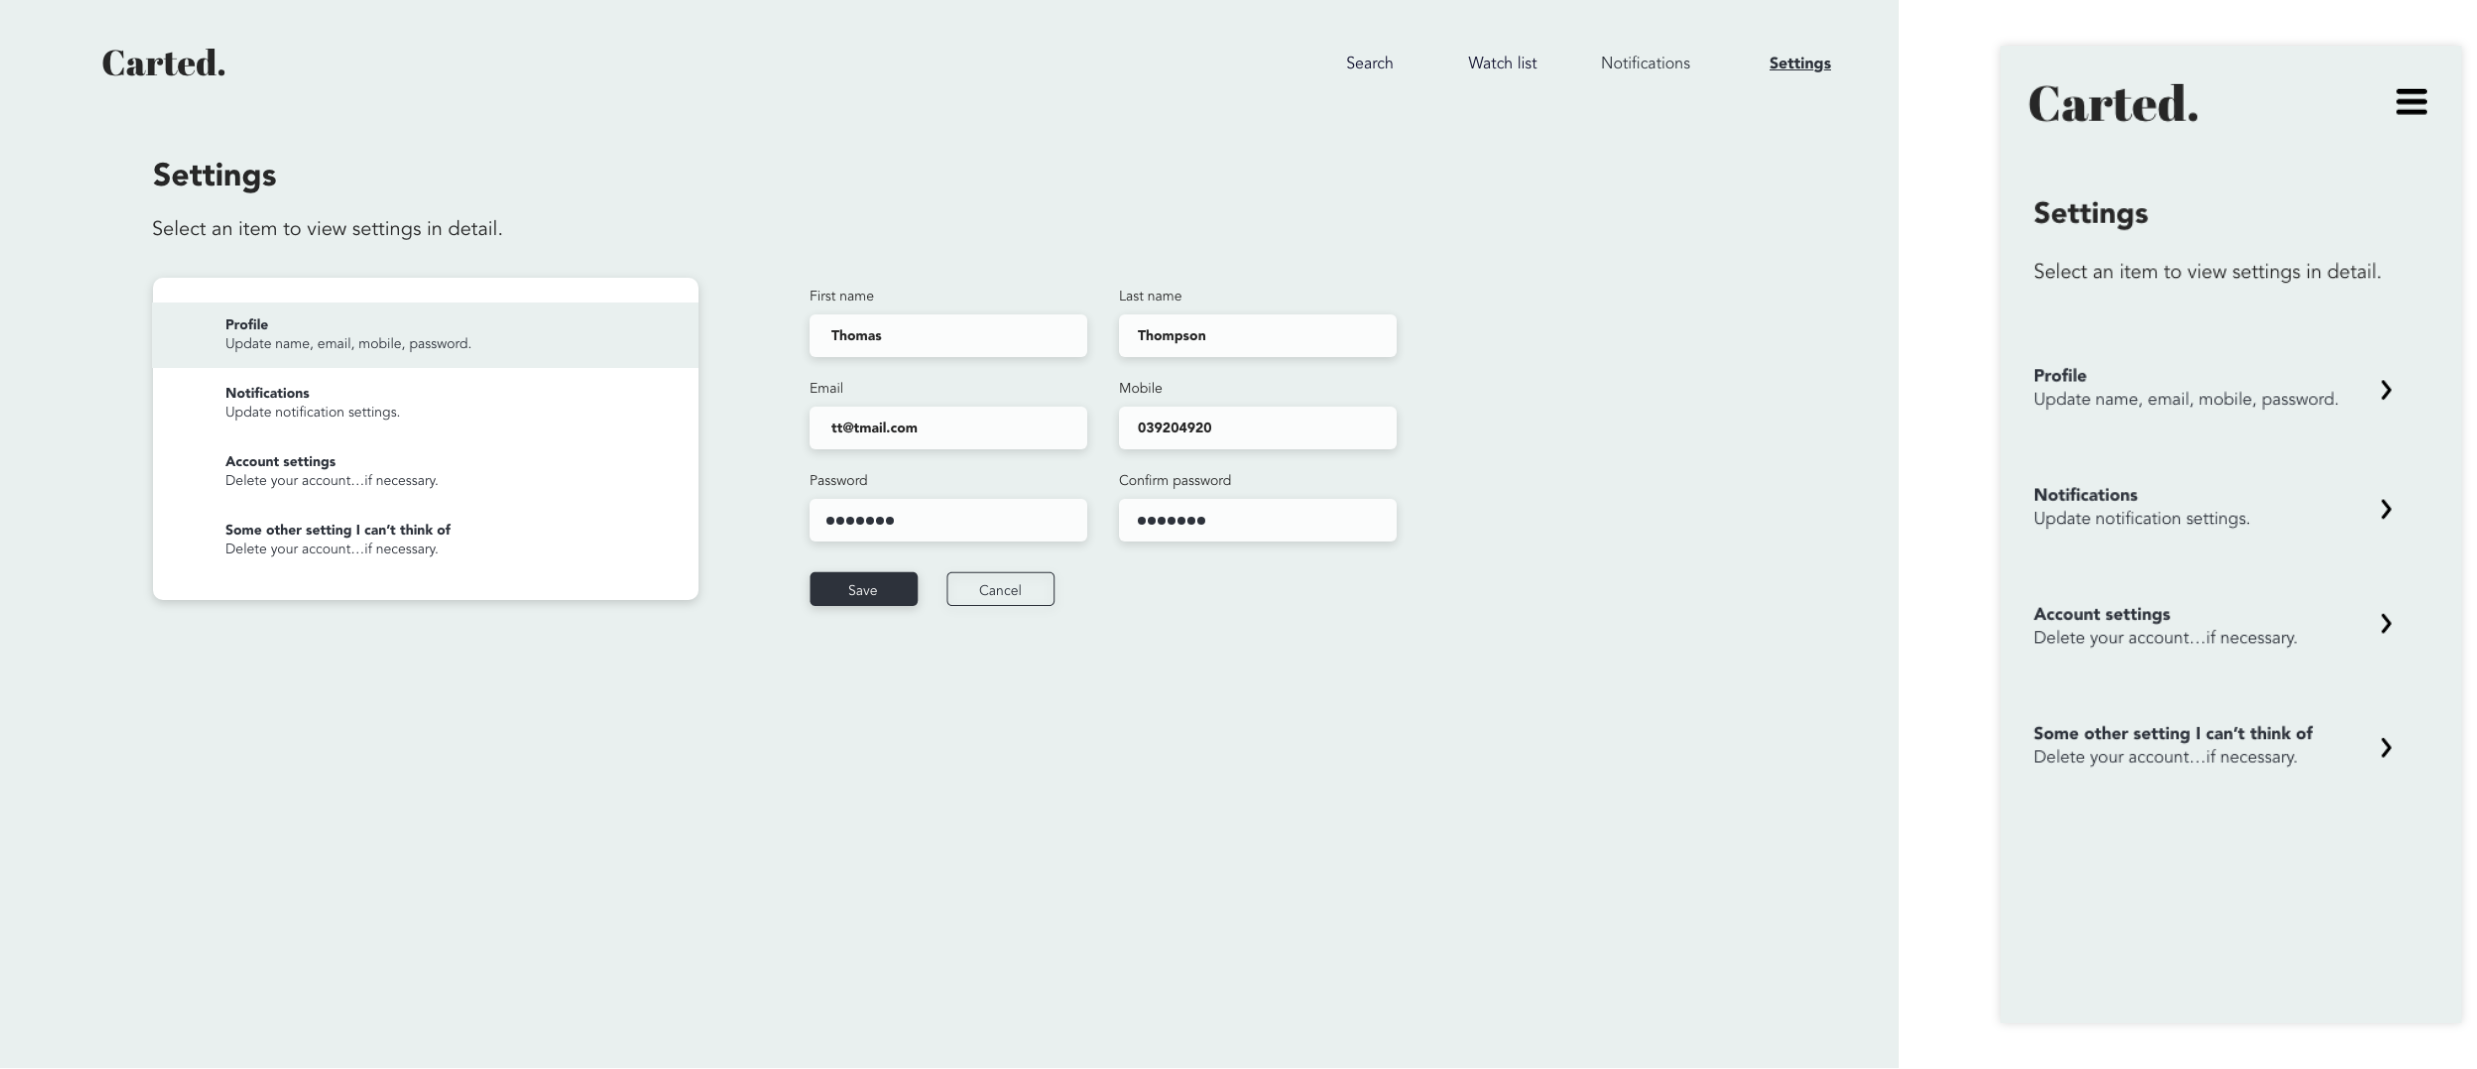 Carted.
Search
Watch list
Notifications
Settings
Settings
Select an item to view settings in detail.
Profile
Update name, email, mobile, password.
Notifications
Update notification settings.
Account settings
Delete your account...if necessary.
Some other setting I can’t think of
Delete your account...if necessary.
First name
Last name
Thomas
Thompson
Email
Mobile
tt@tmail.com
039204920
Password
Confirm password
●●●●●●●
●●●●●●●
Save
Cancel
Carted.
Settings
Select an item to view settings in detail.
Profile
Update name, email, mobile, password.
Notifications
Update notification settings.
Account settings
Delete your account...if necessary.
Some other setting I can’t think of
Delete your account...if necessary.